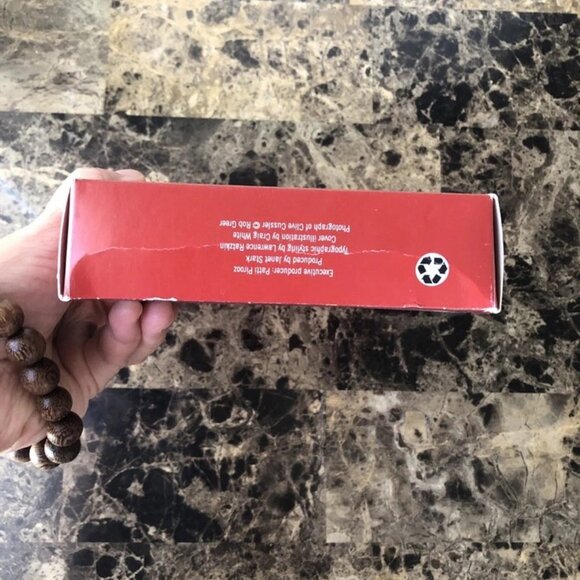 Executive producer: Patti Pirooz
Produced by Janet Stark
Typographic styling by Lawrence Ratzkin
Cover illustration by Craig White
Photograph of Clive Cussler © Rob Greer